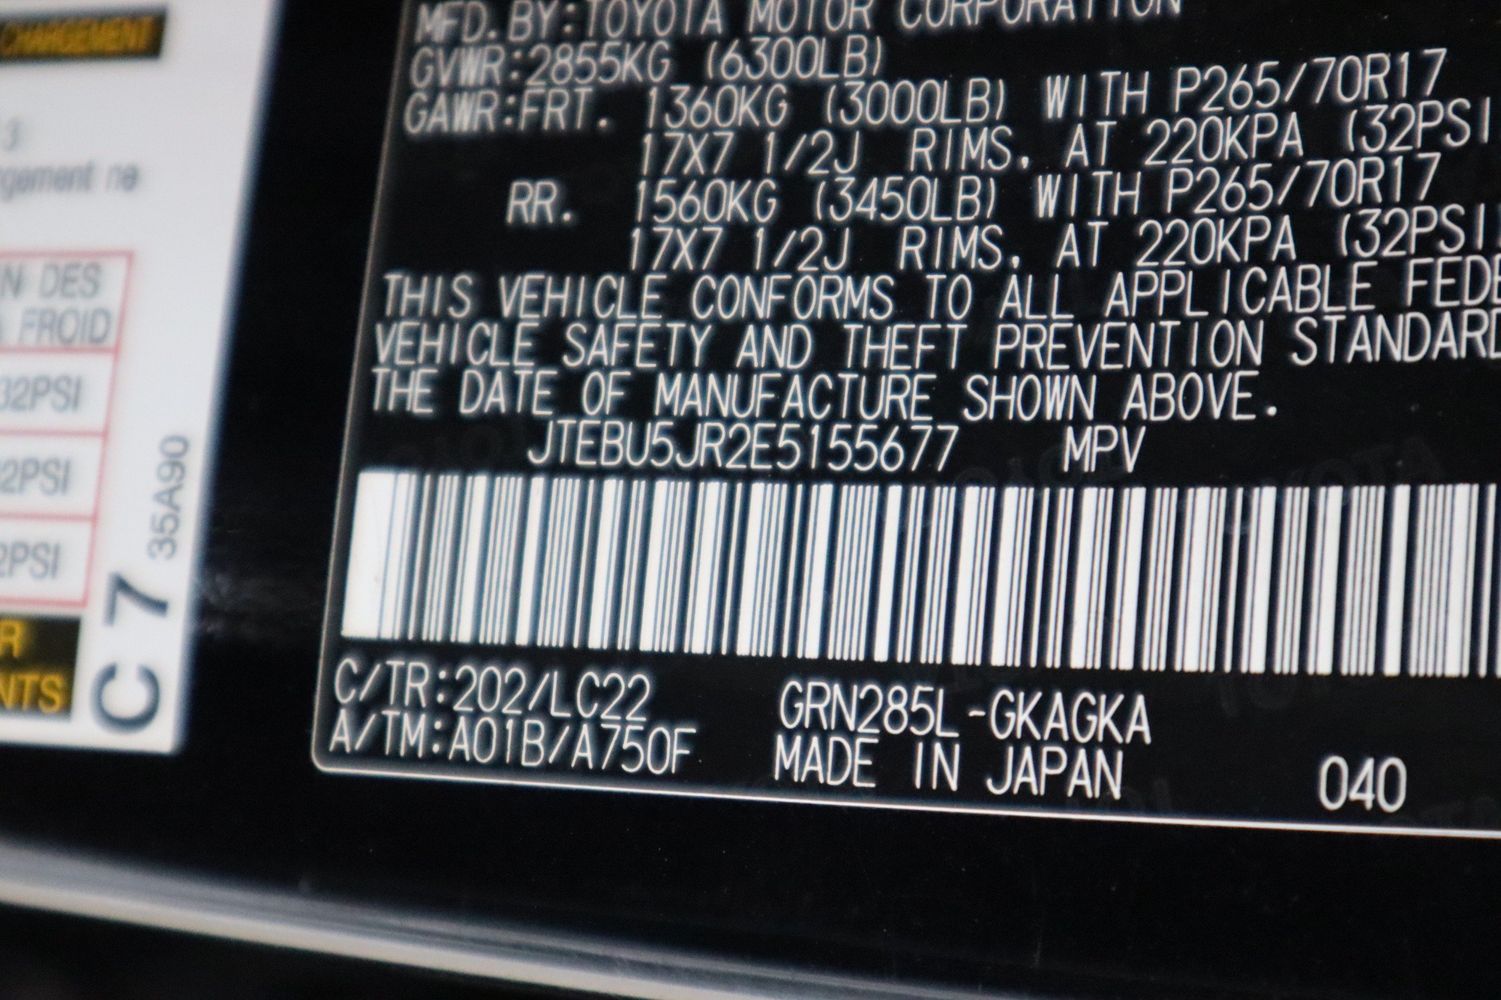 CHARGEMENT
3
rgement ne
N DES
FROID
32PSI
2PSI
2PSI
R
NTS
C 7
35A90
MFD. BY:TOYOTA MOTOR CORPORATION
GVWR:2855KG (6300LB)
GAWR:FRT. 1360KG (3000LB) WITH P265/70R17
17X7 1/2J RIMS, AT 220KPA (32PSI
RR. 1560KG (3450LB) WITH P265/70R17
17X7 1/2J RIMS, AT 220KPA (32PSI
THIS VEHICLE CONFORMS TO ALL APPLICABLE FEDE
VEHICLE SAFETY AND THEFT PREVENTION STANDARD
THE DATE OF MANUFACTURE SHOWN ABOVE.
JTEBU5JR2E5155677 MPV
C/TR:202/LC22 GRN285L-GKAGKA
A/TM:A01B/A750F MADE IN JAPAN 040